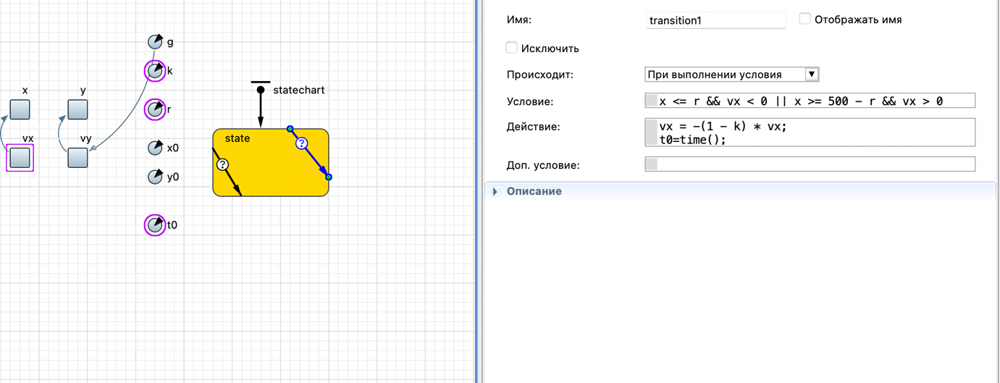 g
k
x
y
statechart
r
vx
vy
state
?
x0
?
y0
t0
Имя:
transition1
Отображать имя
Исключить
Происходит:
При выполнении условия
Условие:
x <= r && vx < 0 || x >= 500 - r && vx > 0
Действие:
vx = -(1 - k) * vx;
t0=time();
Доп. условие:
Описание